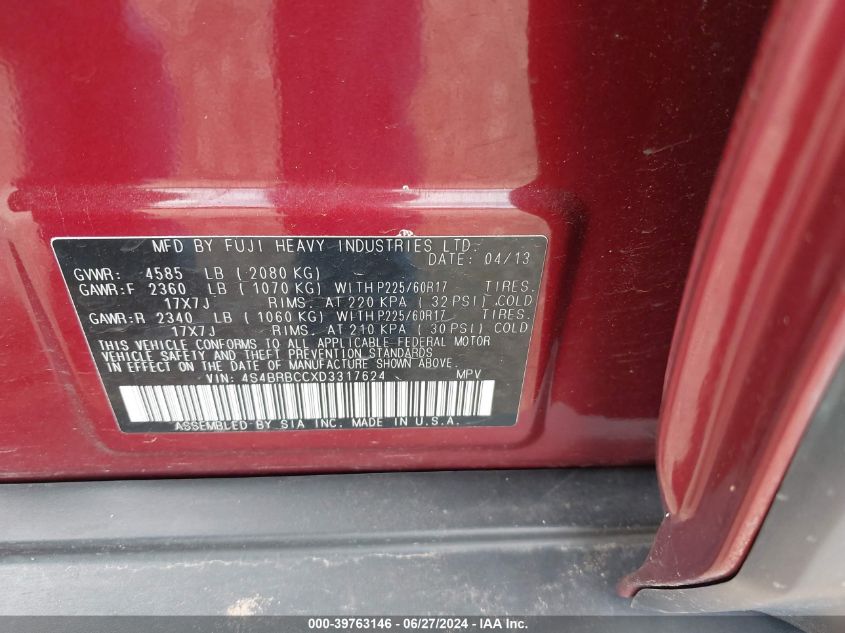 MFD BY FUJI HEAVY INDUSTRIES LTD.
DATE: 04/13
GVWR: 4585 LB ( 2080 KG)
GAWR:F 2360 LB ( 1070 KG) WITH P225/60R17 TIRES.
17X7J RIMS. AT 220 KPA ( 32 PSI) COLD
GAWR:R 2340 LB ( 1060 KG) WITH P225/60R17 TIRES.
17X7J RIMS. AT 210 KPA ( 30 PSI) COLD
THIS VEHICLE CONFORMS TO ALL APPLICABLE FEDERAL MOTOR
VEHICLE SAFETY AND THEFT PREVENTION STANDARDS
IN EFFECT ON THE DATE OF MANUFACTURE SHOWN ABOVE.
VIN: 4S4BRBCCXD3317624 MPV
ASSEMBLED BY SIA INC. MADE IN U.S.A.
000-39763146 - 06/27/2024 - IAA Inc.